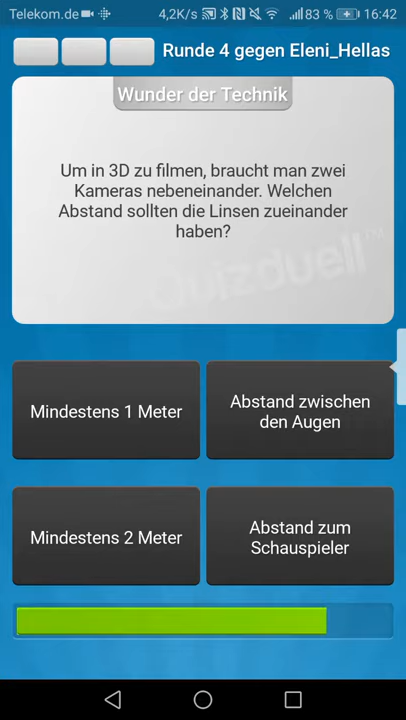 Telekom.de 4,2K/s 83 % 16:42
Runde 4 gegen Eleni_Hellas
Wunder der Technik
Um in 3D zu filmen, braucht man zwei
Kameras nebeneinander. Welchen
Abstand sollten die Linsen zueinander
haben?
Quizduell™
Mindestens 1 Meter
Abstand zwischen
den Augen
Mindestens 2 Meter
Abstand zum
Schauspieler